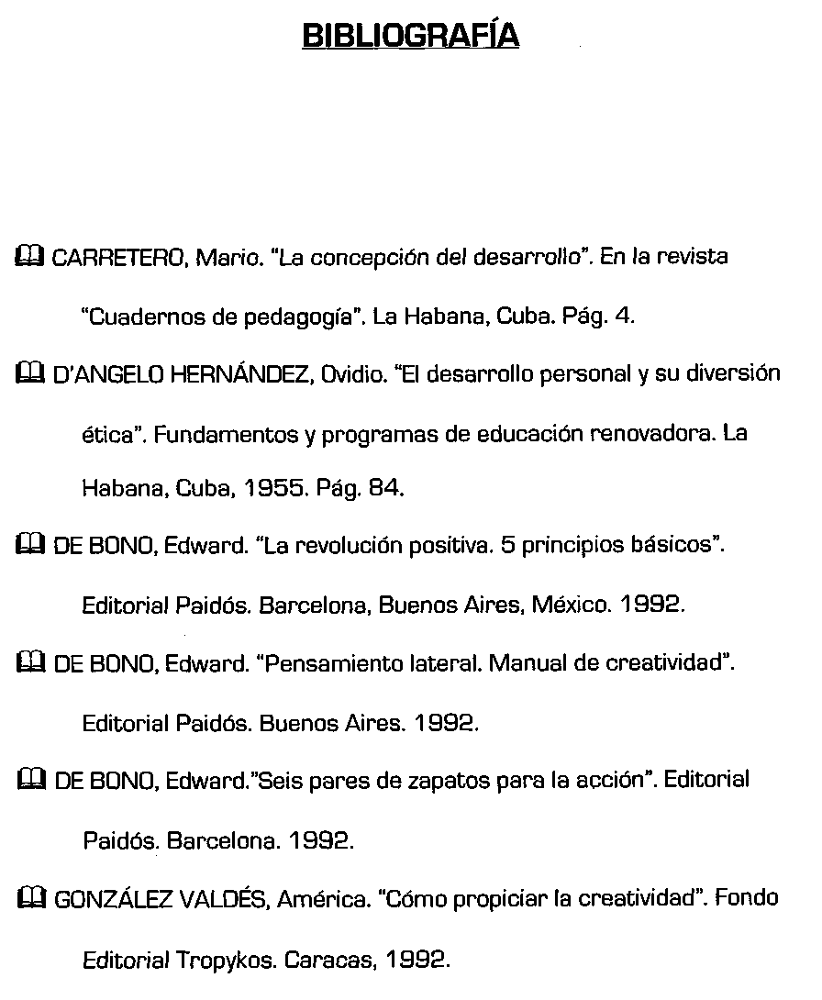 BIBLIOGRAFÍA
CARRETERO, Mario. "La concepción del desarrollo". En la revista
"Cuadernos de pedagogía". La Habana, Cuba. Pág. 4.
D'ANGELO HERNÁNDEZ, Ovidio. "El desarrollo personal y su diversión
ética". Fundamentos y programas de educación renovadora. La
Habana, Cuba, 1955. Pág. 84.
DE BONO, Edward. "La revolución positiva. 5 principios básicos".
Editorial Paidós. Barcelona, Buenos Aires, México. 1992.
DE BONO, Edward. "Pensamiento lateral. Manual de creatividad".
Editorial Paidós. Buenos Aires. 1992.
DE BONO, Edward."Seis pares de zapatos para la acción". Editorial
Paidós. Barcelona. 1992.
GONZÁLEZ VALDÉS, América. "Cómo propiciar la creatividad". Fondo
Editorial Tropykos. Caracas, 1992.